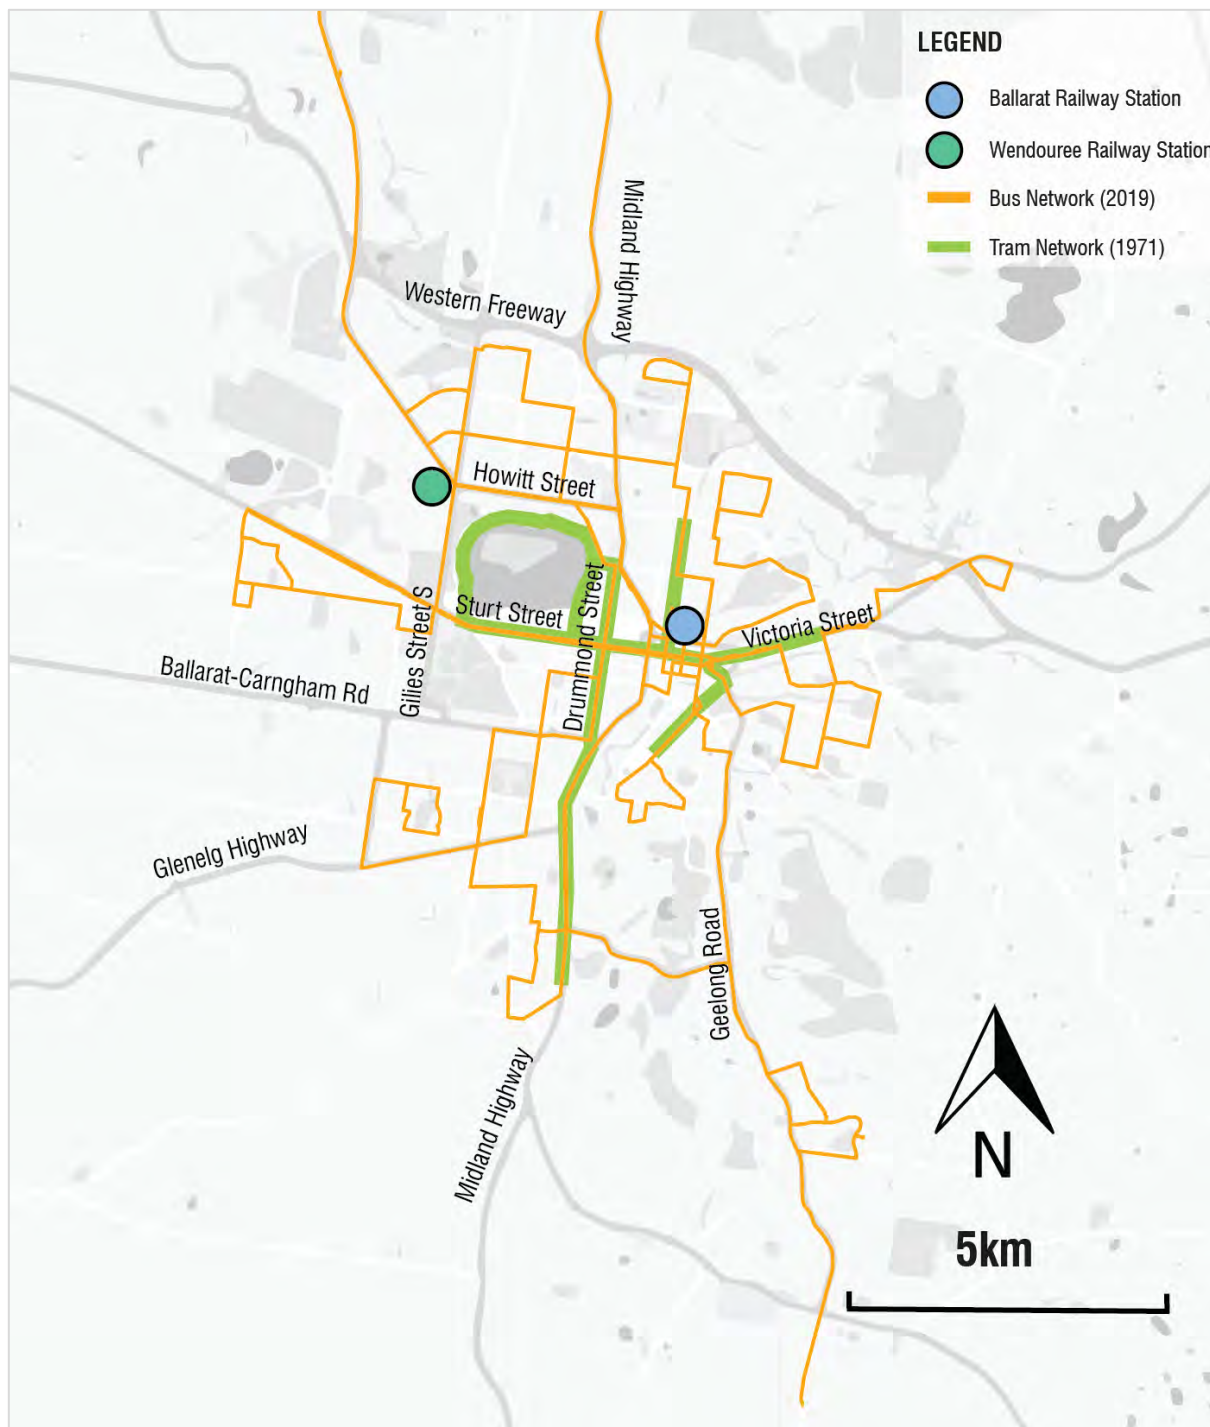 LEGEND
Ballarat Railway Station
Wendouree Railway Station
Bus Network (2019)
Tram Network (1971)
Midland Highway
Western Freeway
Howitt Street
Sturt Street
Drummond Street
Victoria Street
Gillies Street S
Ballarat-Carngham Rd
Glenelg Highway
Geelong Road
Midland Highway
N
5km